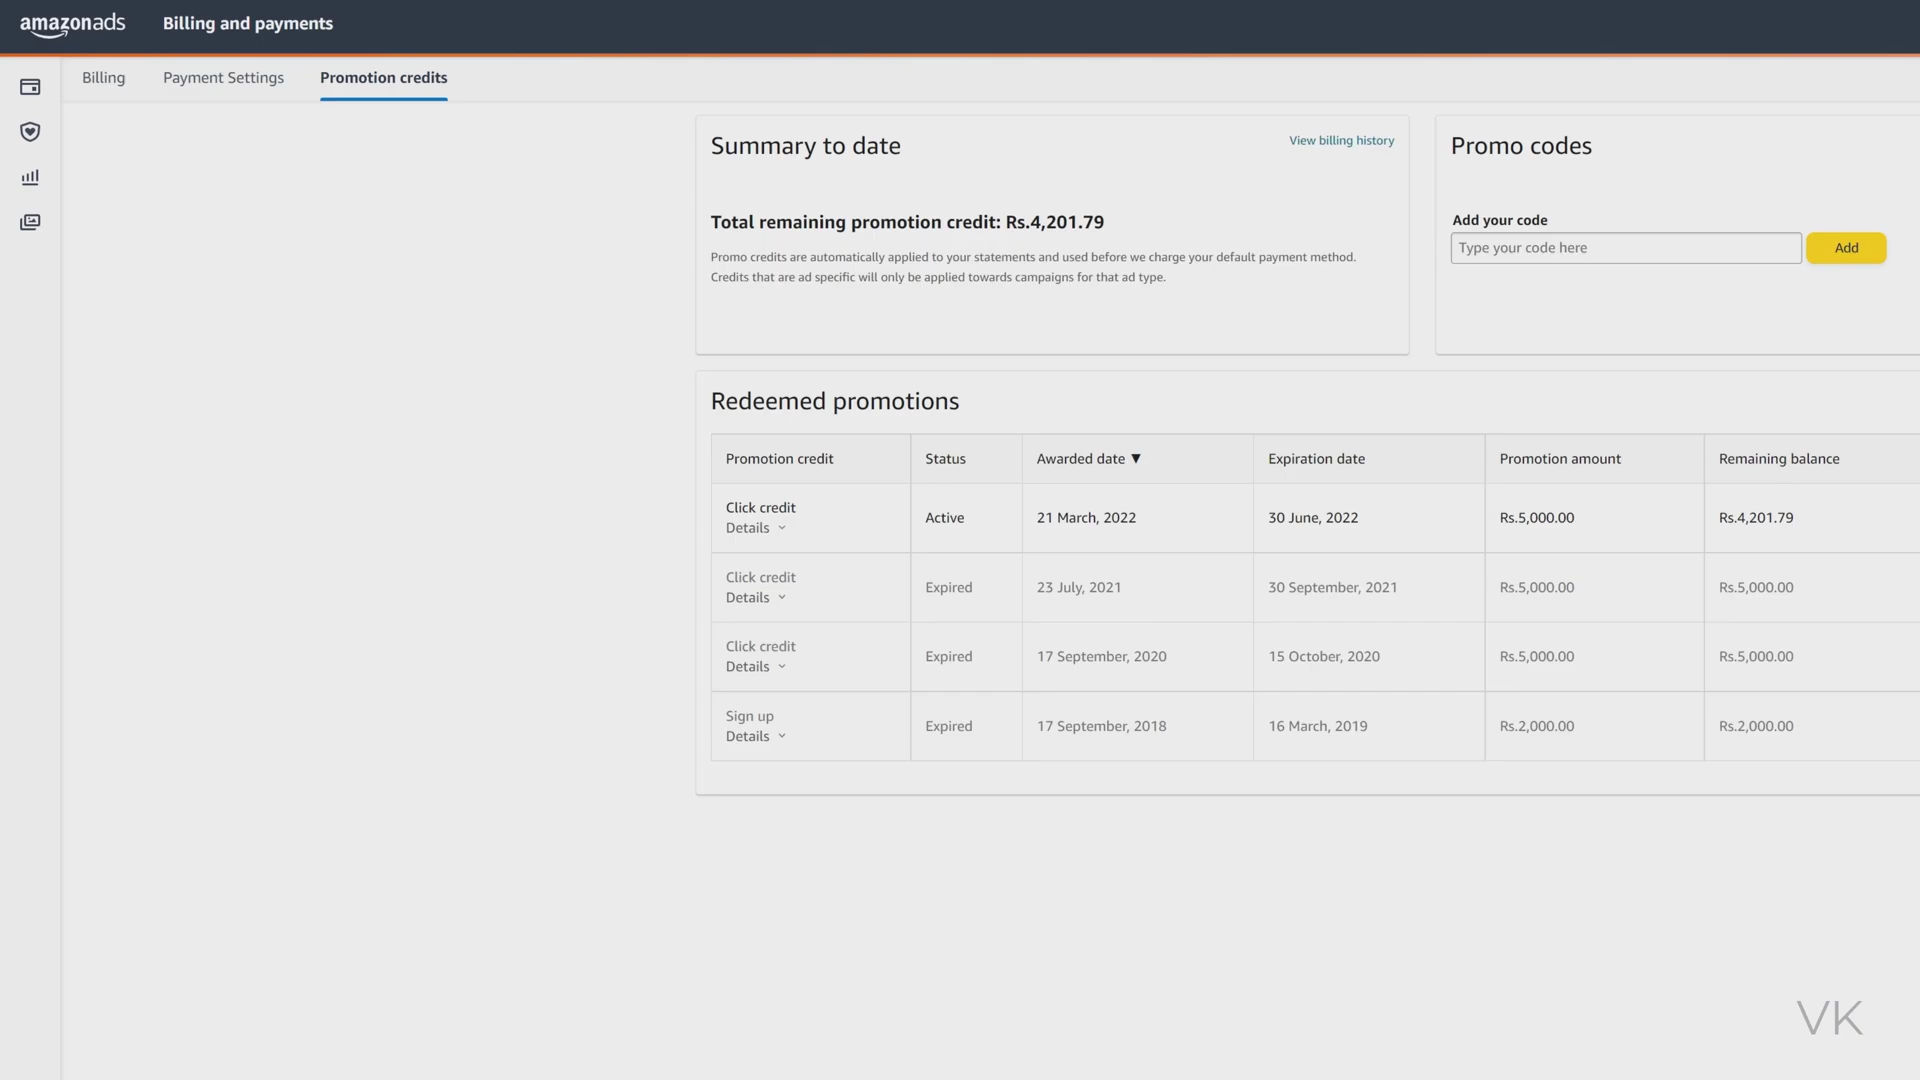 amazonads Billing and payments
Billing Payment Settings Promotion credits
Summary to date View billing history
Total remaining promotion credit: Rs.4,201.79
Promo credits are automatically applied to your statements and used before we charge your default payment method.
Credits that are ad specific will only be applied towards campaigns for that ad type.
Promo codes
Add your code
Type your code here Add
Redeemed promotions
Promotion credit Status Awarded date ▼ Expiration date Promotion amount Remaining balance
Click credit
Details
Active 21 March, 2022 30 June, 2022 Rs.5,000.00 Rs.4,201.79
Click credit
Details
Expired 23 July, 2021 30 September, 2021 Rs.5,000.00 Rs.5,000.00
Click credit
Details
Expired 17 September, 2020 15 October, 2020 Rs.5,000.00 Rs.5,000.00
Sign up
Details
Expired 17 September, 2018 16 March, 2019 Rs.2,000.00 Rs.2,000.00
VK